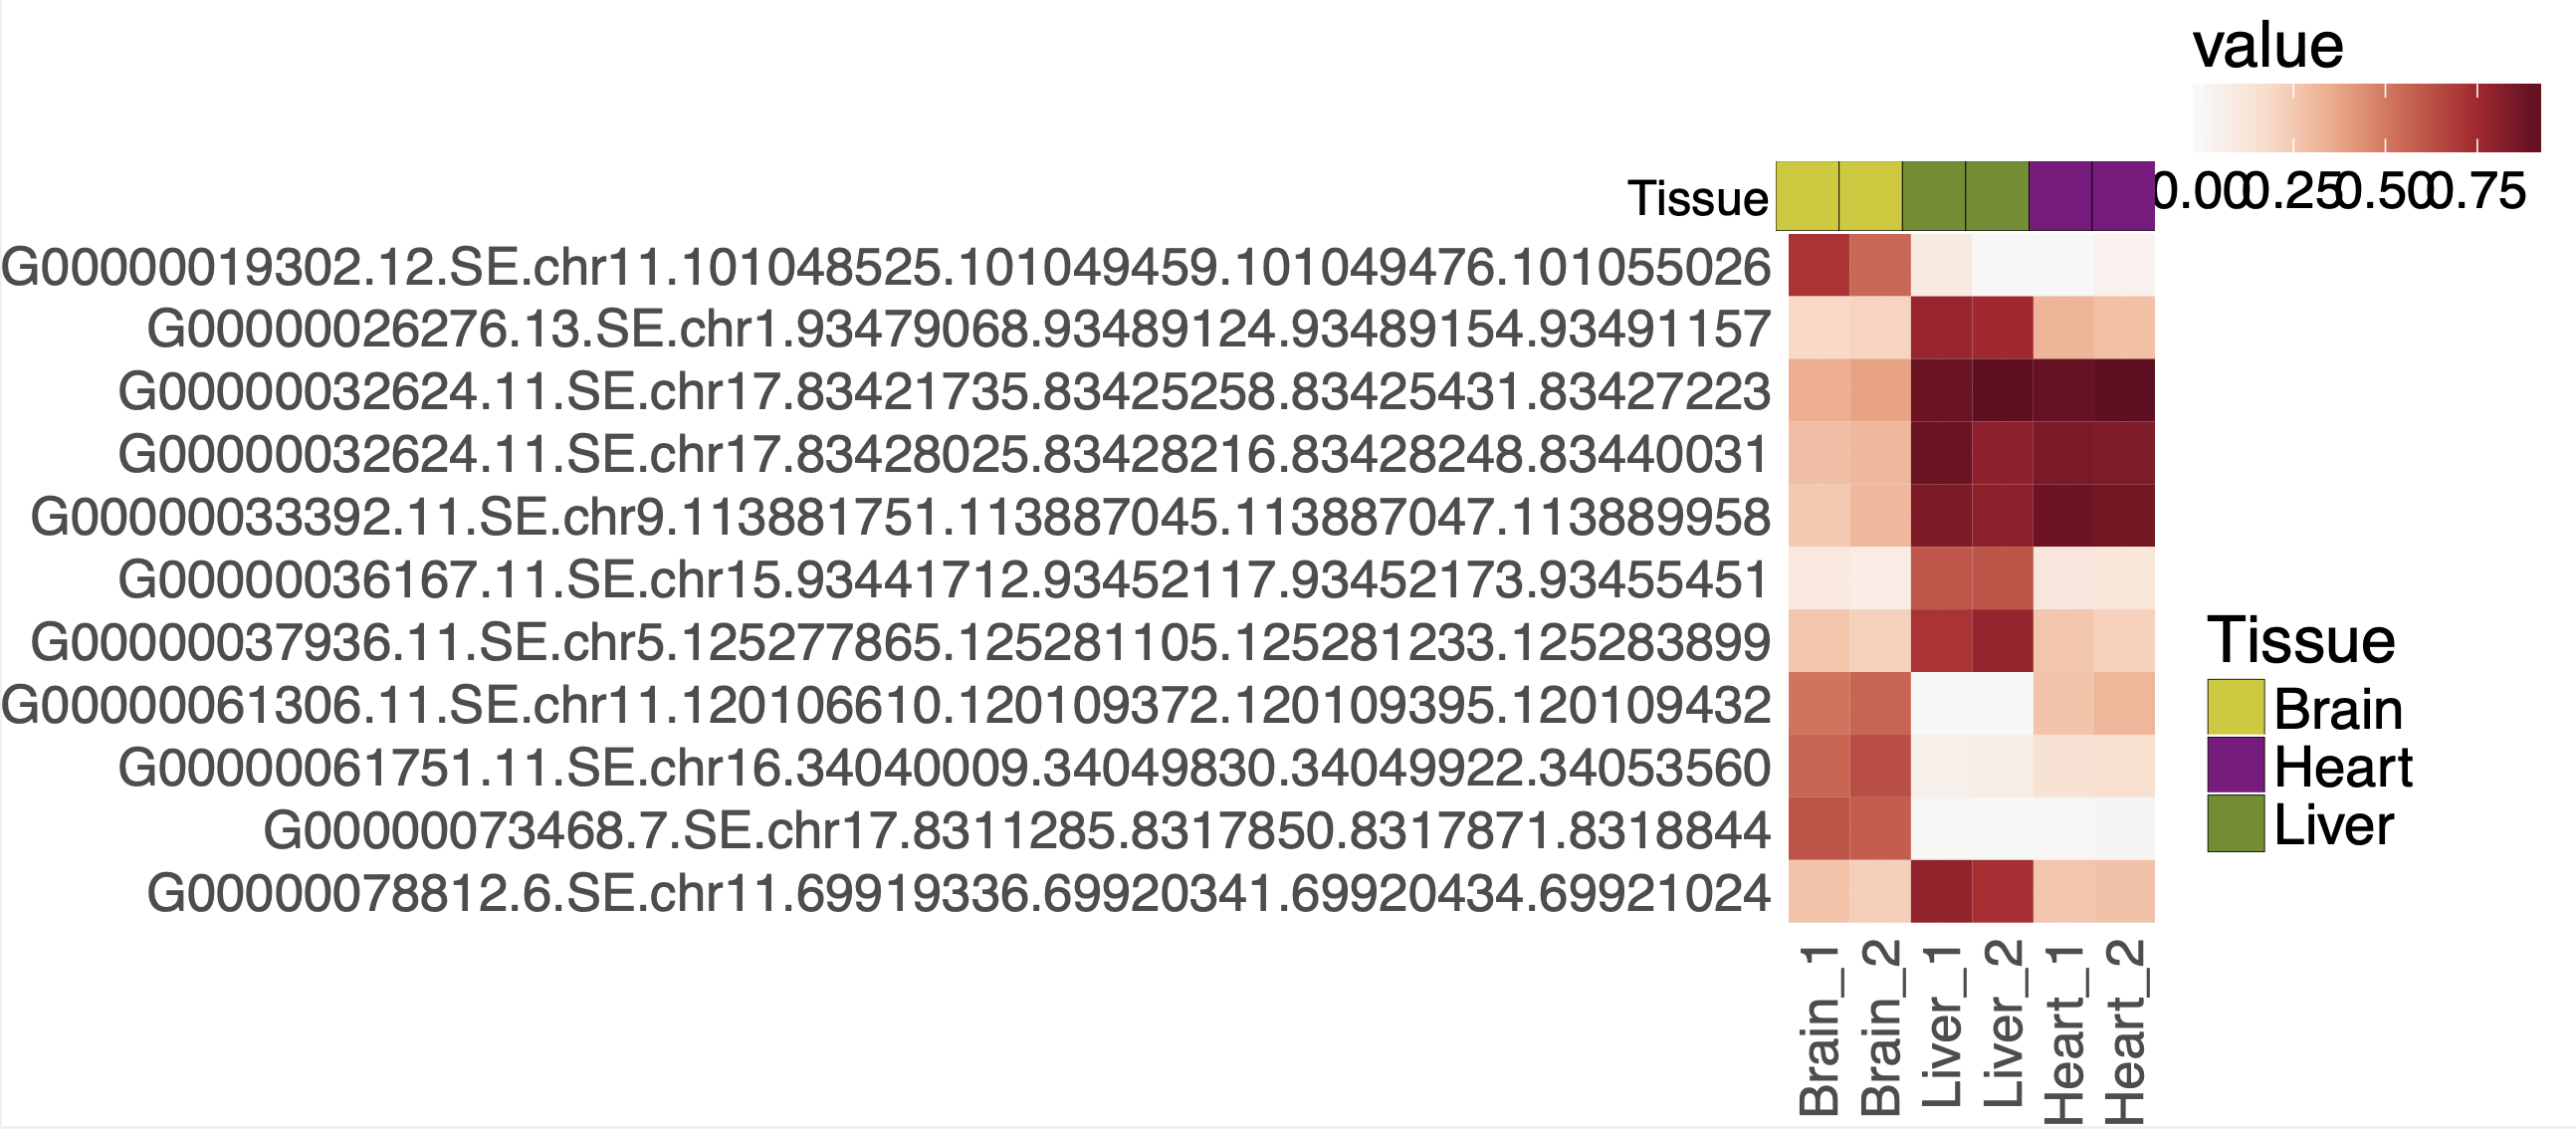 value
0.00 0.25 0.50 0.75
Tissue
G00000019302.12.SE.chr11.101048525.101049459.101049476.101055026
G00000026276.13.SE.chr1.93479068.93489124.93489154.93491157
G00000032624.11.SE.chr17.83421735.83425258.83425431.83427223
G00000032624.11.SE.chr17.83428025.83428216.83428248.83440031
G00000033392.11.SE.chr9.113881751.113887045.113887047.113889958
G00000036167.11.SE.chr15.93441712.93452117.93452173.93455451
G00000037936.11.SE.chr5.125277865.125281105.125281233.125283899
G00000061306.11.SE.chr11.120106610.120109372.120109395.120109432
G00000061751.11.SE.chr16.34040009.34049830.34049922.34053560
G00000073468.7.SE.chr17.8311285.8317850.8317871.8318844
G00000078812.6.SE.chr11.69919336.69920341.69920434.69921024
Brain_1
Brain_2
Liver_1
Liver_2
Heart_1
Heart_2
Tissue
Brain
Heart
Liver